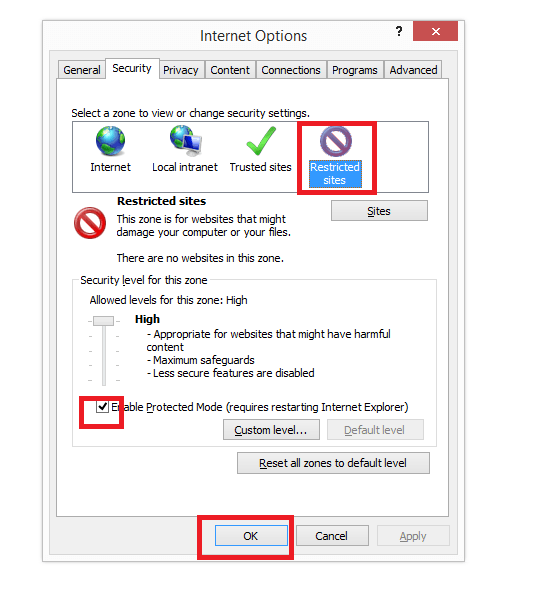 Internet Options
?
General Security Privacy Content Connections Programs Advanced
Select a zone to view or change security settings.
Internet Local intranet Trusted sites Restricted
sites
Restricted sites
This zone is for websites that might
damage your computer or your files.
Sites
There are no websites in this zone.
Security level for this zone
Allowed levels for this zone: High
High
- Appropriate for websites that might have harmful
content
- Maximum safeguards
- Less secure features are disabled
Enable Protected Mode (requires restarting Internet Explorer)
Custom level... Default level
Reset all zones to default level
OK Cancel Apply